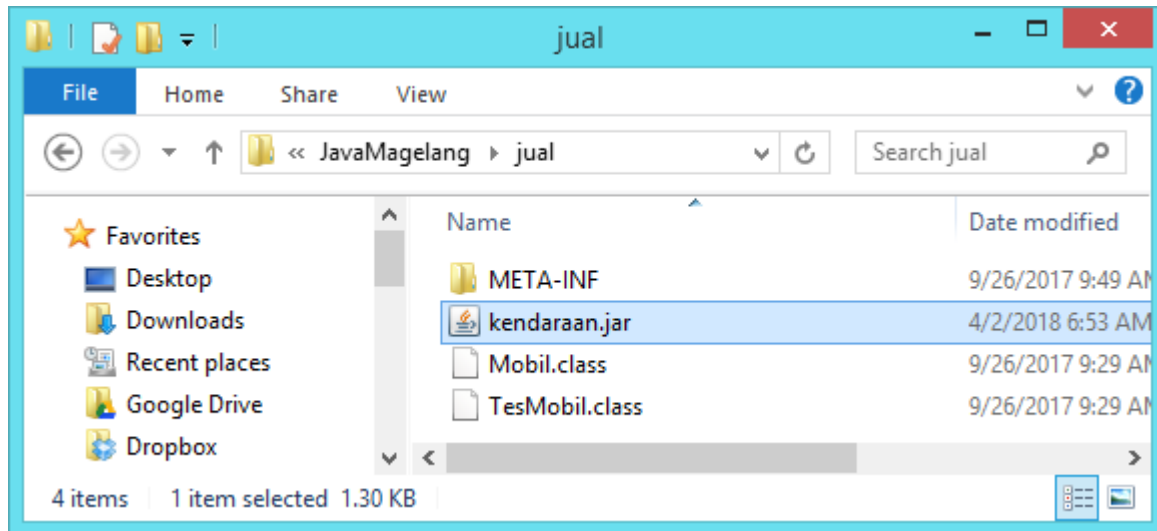 jual
File Home Share View
« JavaMagelang jual Search jual
Favorites
Desktop
Downloads
Recent places
Google Drive
Dropbox
Name Date modified
META-INF 9/26/2017 9:49 AM
kendaraan.jar 4/2/2018 6:53 AM
Mobil.class 9/26/2017 9:29 AM
TesMobil.class 9/26/2017 9:29 AM
4 items 1 item selected 1.30 KB